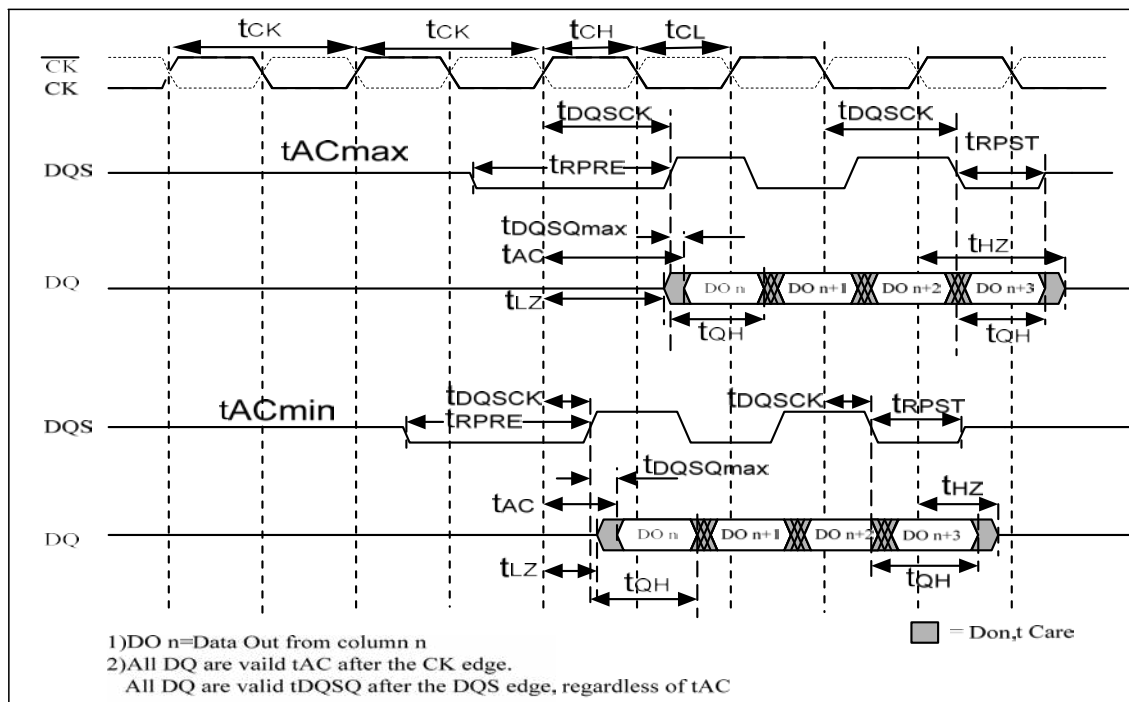 tCK tCK tCH tCL
CK
CK
tDQSCK tDQSCK
tACmax tRPST
DQS tRPRE
tDQSQmax
tAC tHZ
DQ DO n DO n+1 DO n+2 DO n+3
tLZ
tQH tQH
tDQSCK tDQSCK
tACmin tRPST
DQS tRPRE
tDQSQmax
tAC tHZ
DQ DO n DO n+1 DO n+2 DO n+3
tLZ
tQH tQH
1)DO n=Data Out from column n
2)All DQ are vaild tAC after the CK edge.
All DQ are valid tDQSQ after the DQS edge, regardless of tAC
= Don,t Care